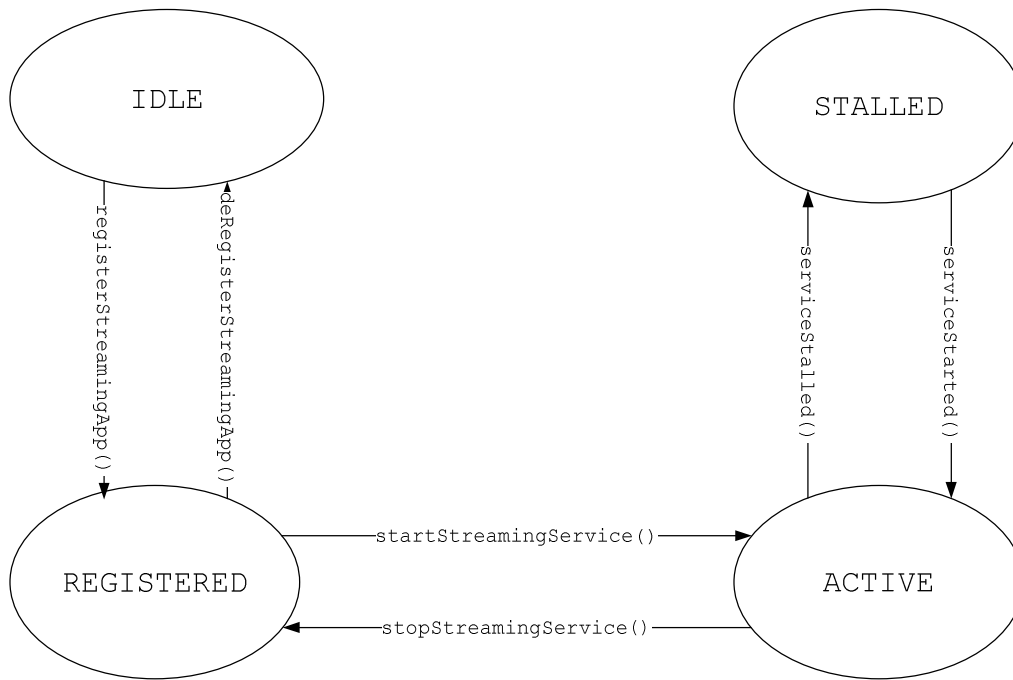 IDLE
STALLED
registerStreamingApp()
deRegisterStreamingApp()
serviceStalled()
serviceStarted()
startStreamingService()
REGISTERED
ACTIVE
stopStreamingService()